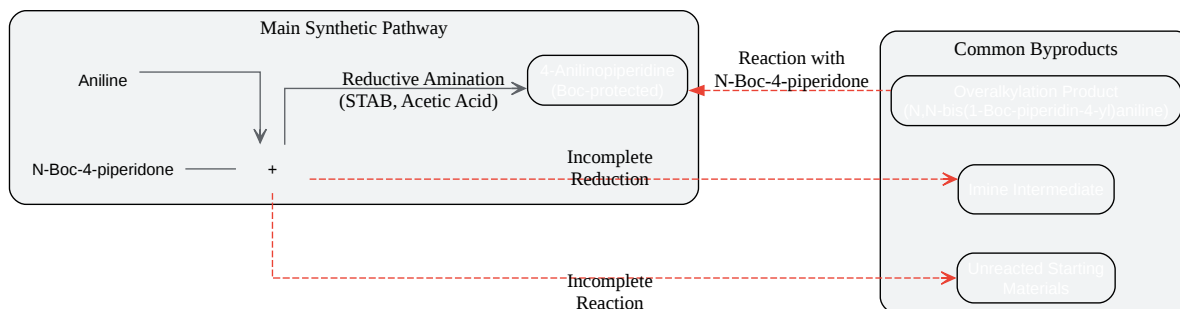 Main Synthetic Pathway
Aniline
Reductive Amination
(STAB, Acetic Acid)
4-Anilinopiperidine
(Boc-protected)
N-Boc-4-piperidone
+
Reaction with
N-Boc-4-piperidone
Incomplete
Reduction
Incomplete
Reaction
Common Byproducts
Overalkylation Product
(N,N-bis(1-Boc-piperidin-4-yl)aniline)
Imine Intermediate
Unreacted Starting
Materials